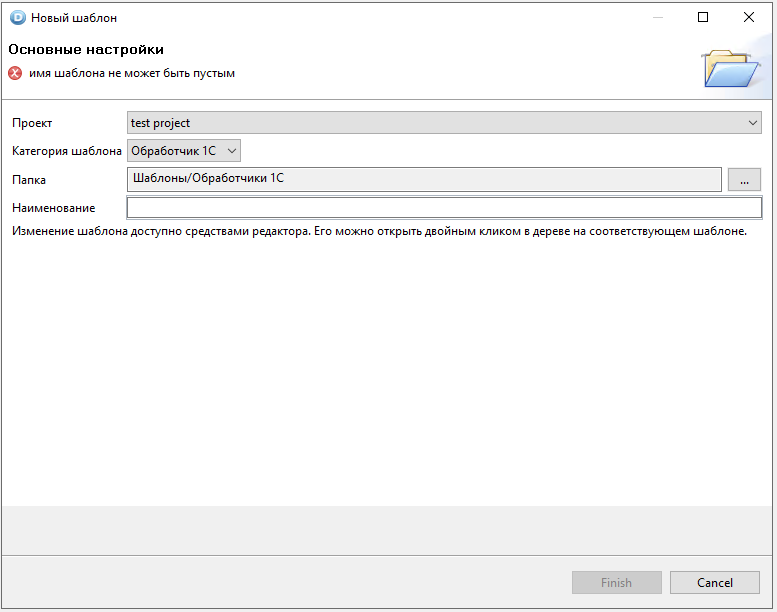 D Новый шаблон
Основные настройки
имя шаблона не может быть пустым
Проект test project
Категория шаблона Обработчик 1С
Папка Шаблоны/Обработчики 1С ...
Наименование
Изменение шаблона доступно средствами редактора. Его можно открыть двойным кликом в дереве на соответствующем шаблоне.
Finish Cancel